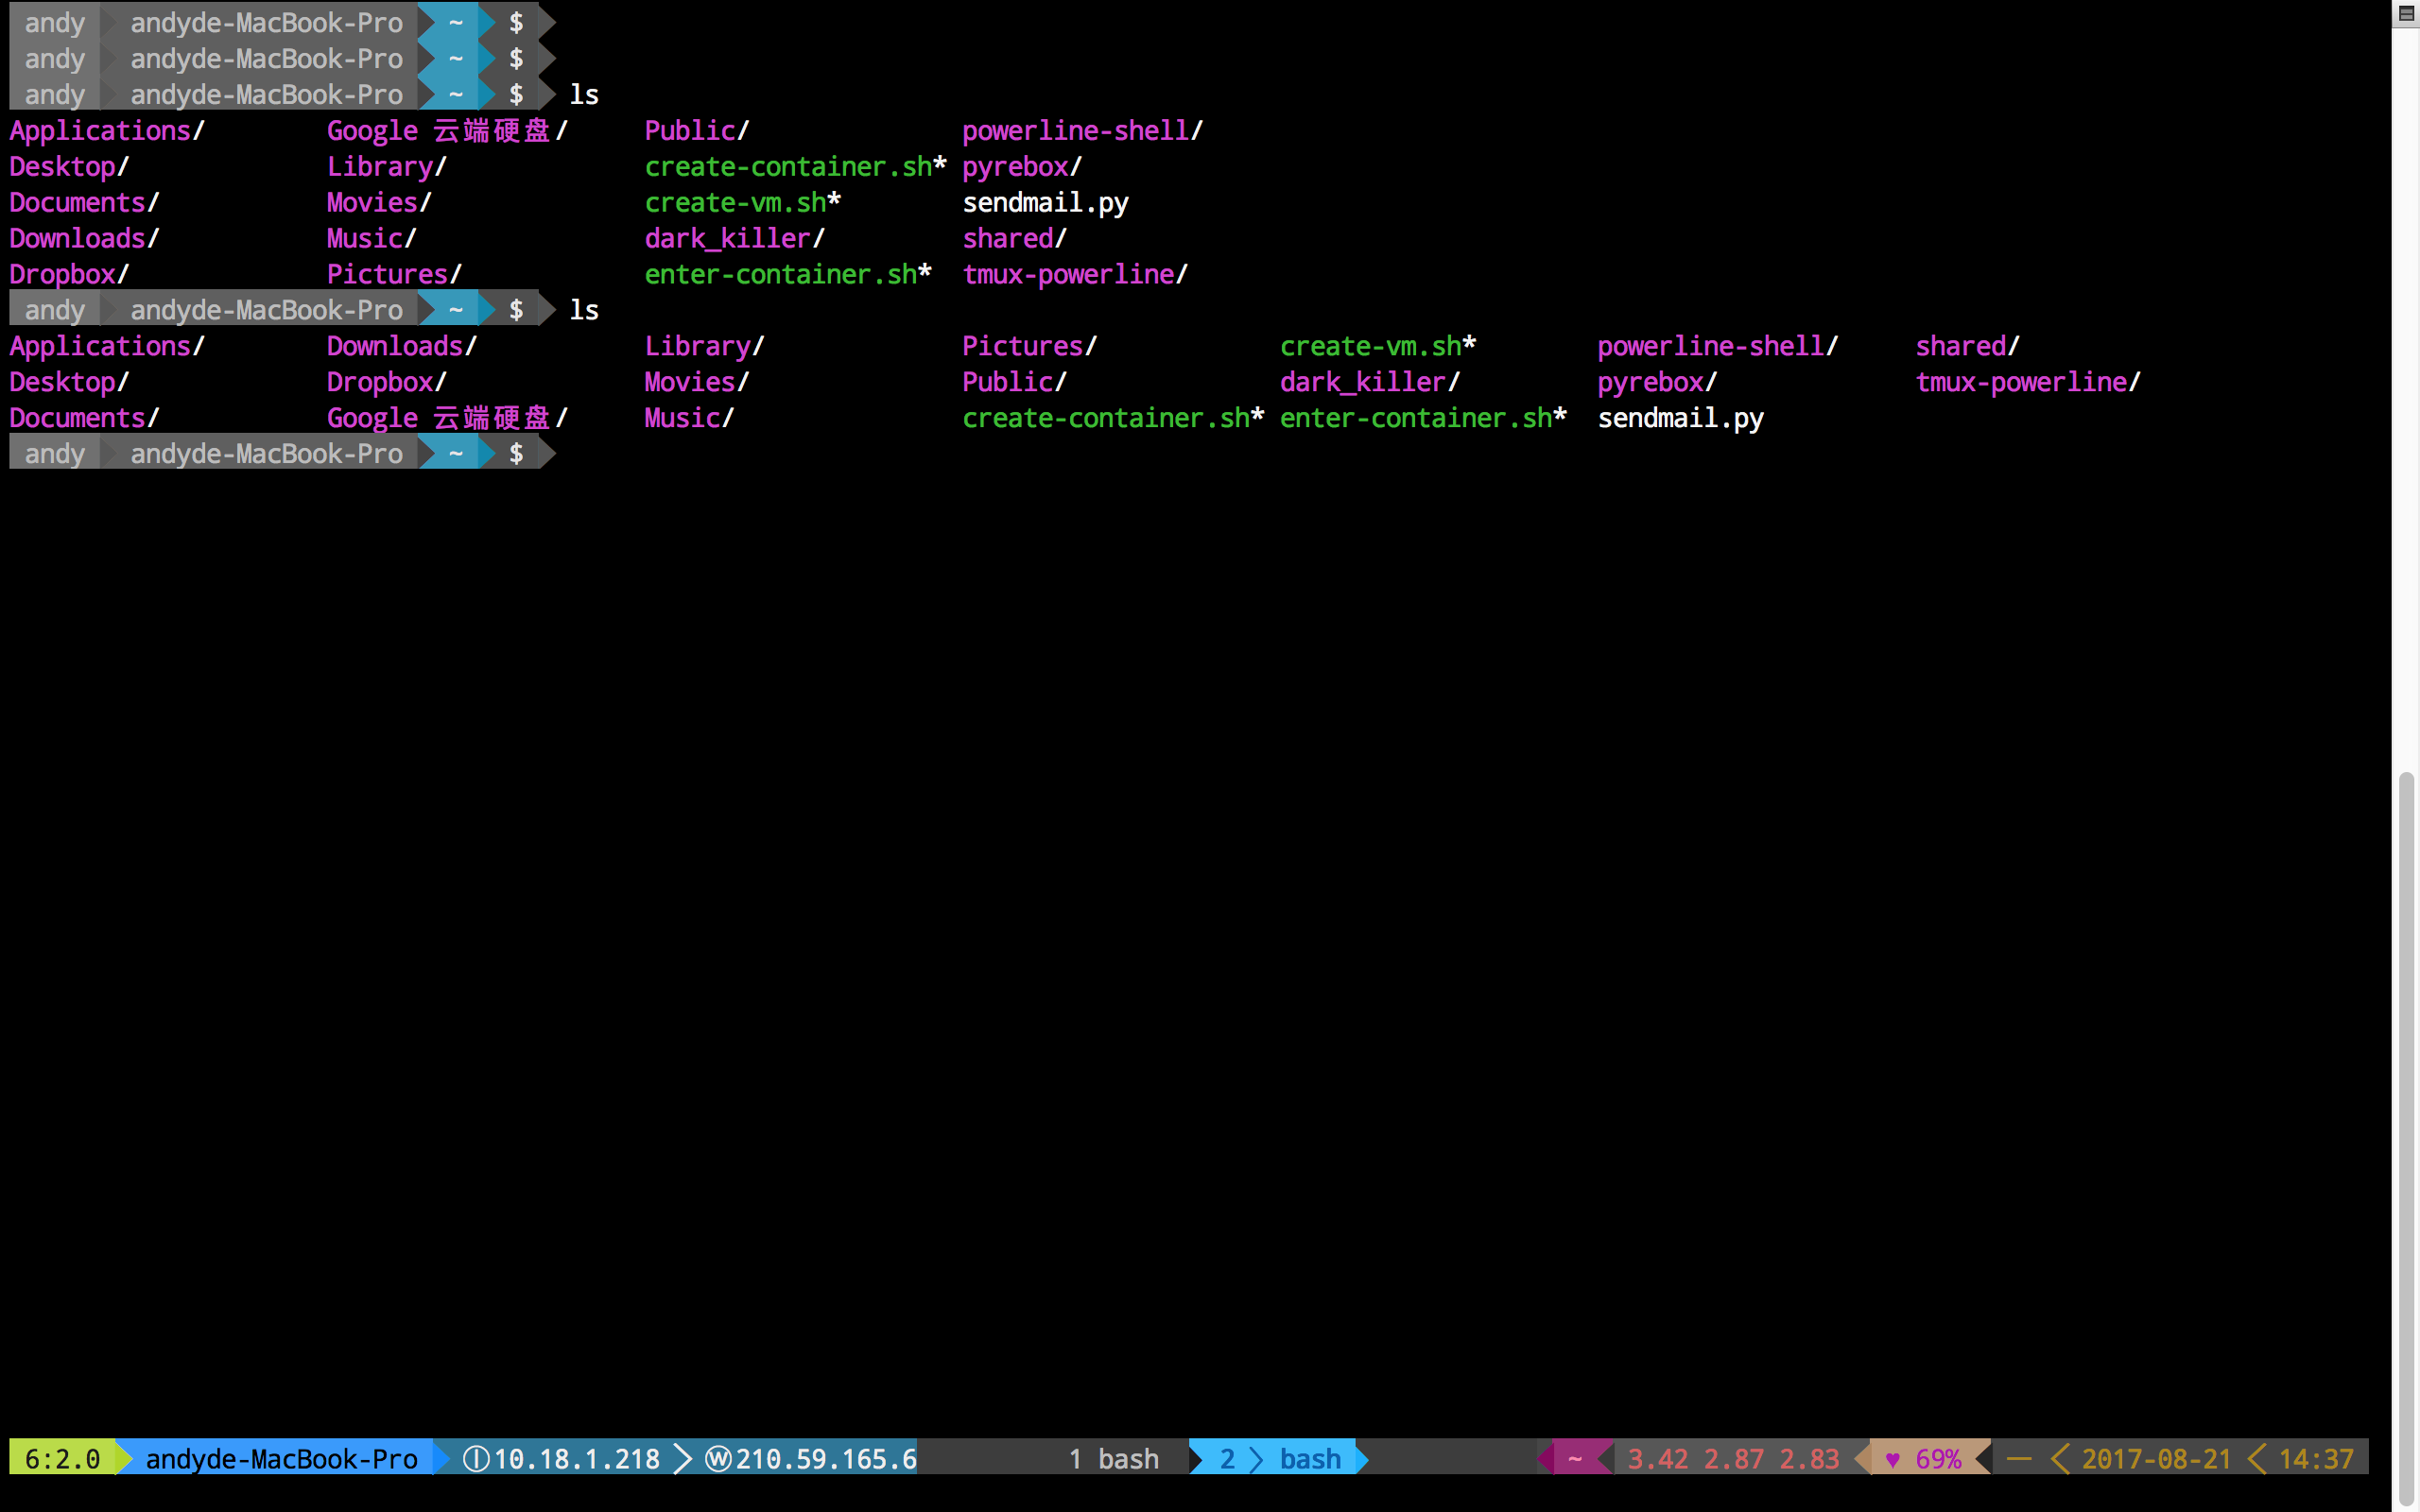 andy andyde-MacBook-Pro ~ $
andy andyde-MacBook-Pro ~ $
andy andyde-MacBook-Pro ~ $ ls
Applications/ Google 云端硬盘/ Public/ powerline-shell/
Desktop/ Library/ create-container.sh* pyrebox/
Documents/ Movies/ create-vm.sh* sendmail.py
Downloads/ Music/ dark_killer/ shared/
Dropbox/ Pictures/ enter-container.sh* tmux-powerline/
andy andyde-MacBook-Pro ~ $ ls
Applications/ Downloads/ Library/ Pictures/ create-vm.sh* powerline-shell/ shared/
Desktop/ Dropbox/ Movies/ Public/ dark_killer/ pyrebox/ tmux-powerline/
Documents/ Google 云端硬盘/ Music/ create-container.sh* enter-container.sh* sendmail.py
andy andyde-MacBook-Pro ~ $
6:2.0 andyde-MacBook-Pro Ⓘ10.18.1.218 ⓦ210.59.165.6 1 bash 2 bash ~ 3.42 2.87 2.83 ♥ 69% 一 2017-08-21 14:37